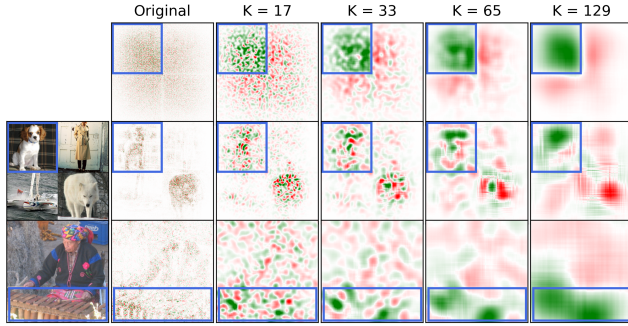 Original
K = 17
K = 33
K = 65
K = 129